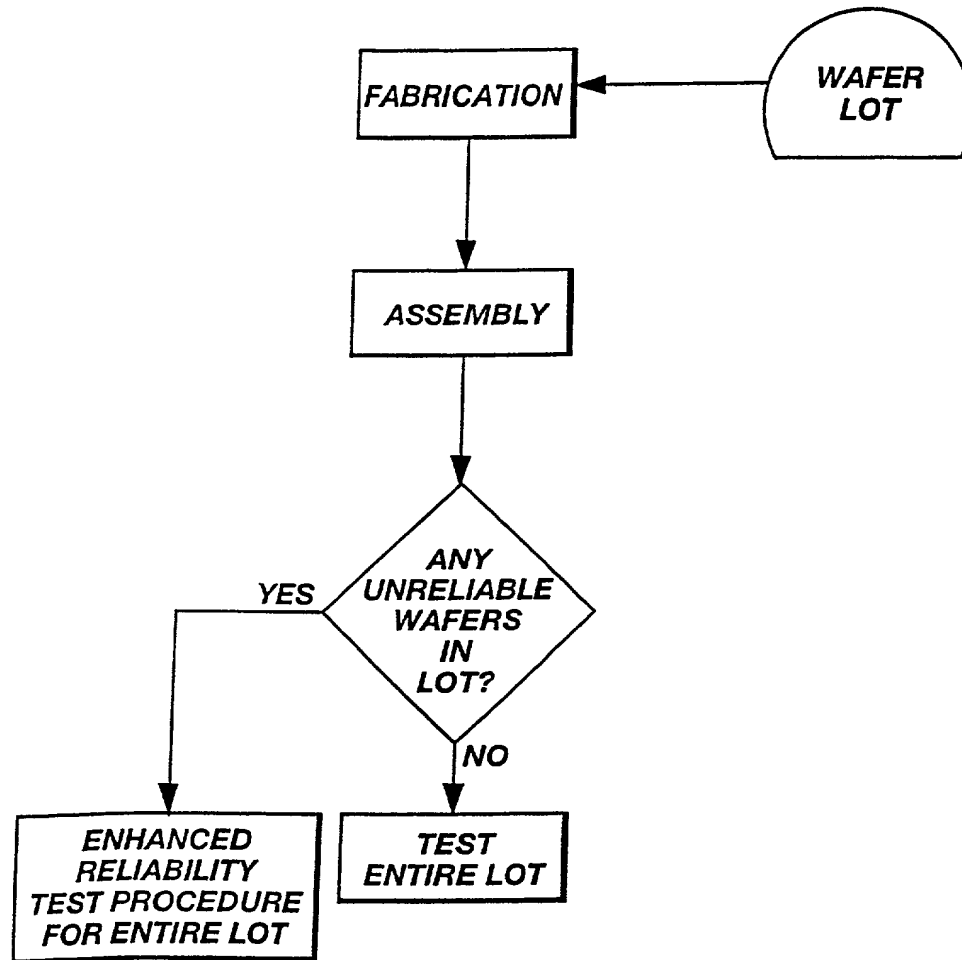 WAFER
LOT
FABRICATION
ASSEMBLY
ANY
UNRELIABLE
WAFERS
IN
LOT?
YES
NO
ENHANCED
RELIABILITY
TEST PROCEDURE
FOR ENTIRE LOT
TEST
ENTIRE LOT